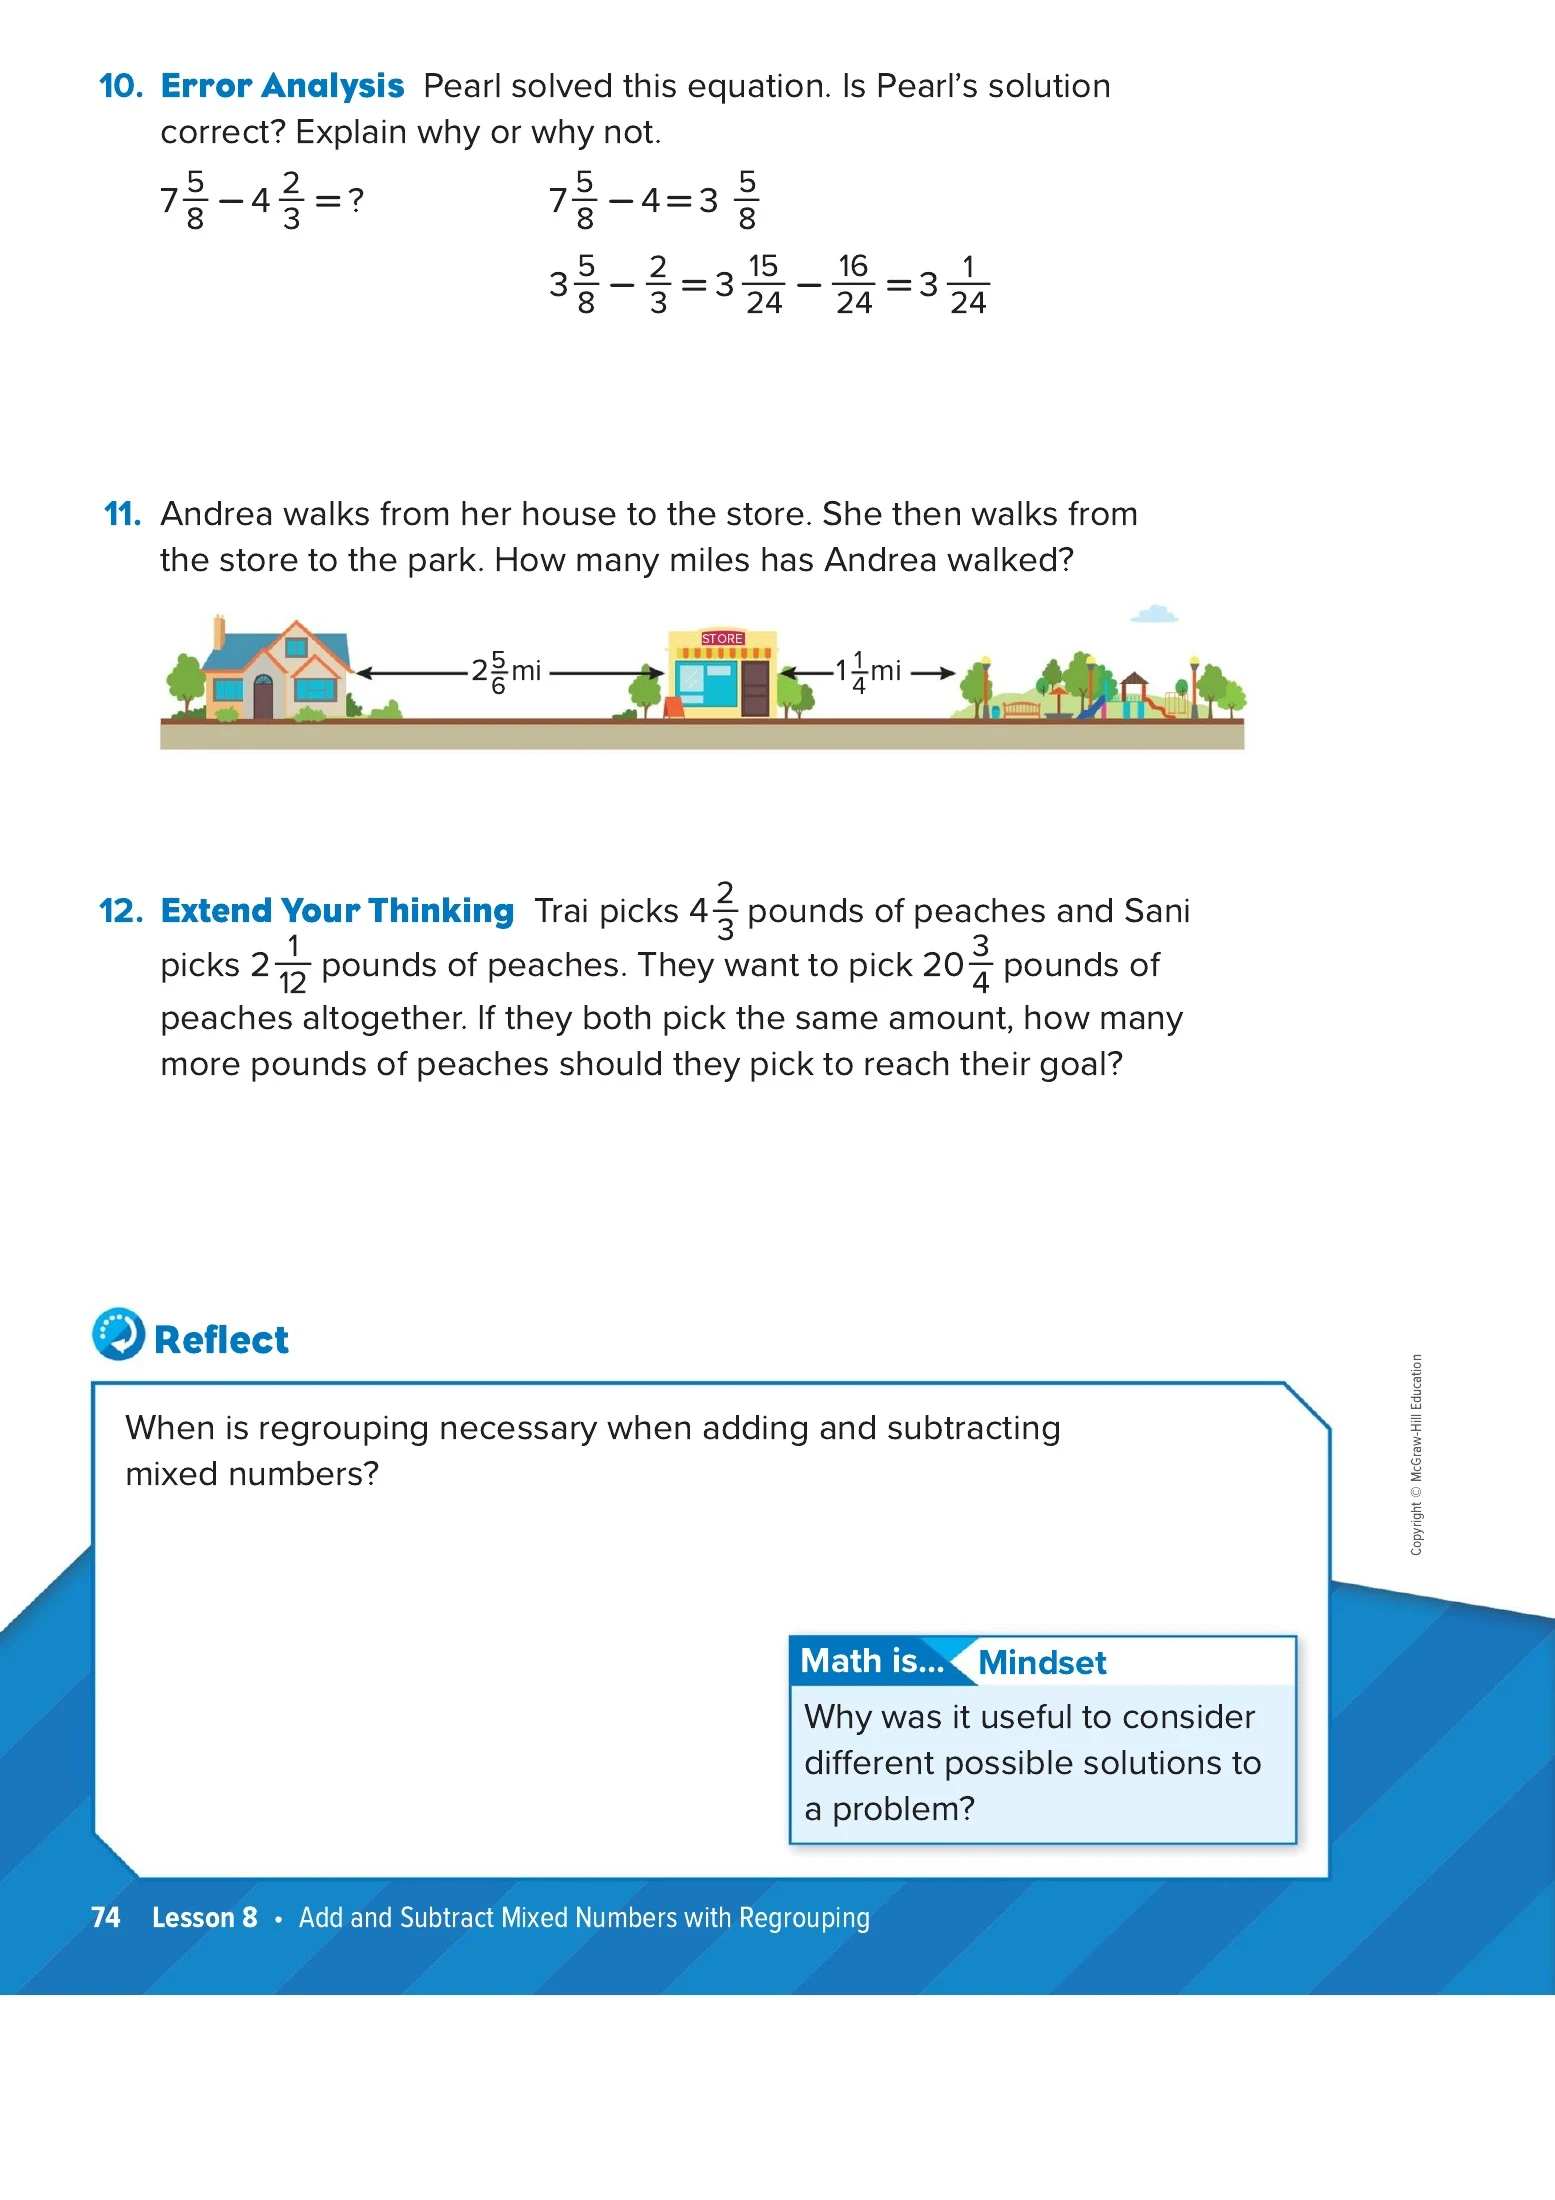 10. Error Analysis Pearl solved this equation. Is Pearl's solution
correct? Explain why or why not.
7 5/8 − 4 2/3 = ? 7 5/8 − 4 = 3 5/8
3 5/8 − 2/3 = 3 15/24 − 16/24 = 3 1/24
11. Andrea walks from her house to the store. She then walks from
the store to the park. How many miles has Andrea walked?
STORE
2 5/6 mi 1 1/4 mi
12. Extend Your Thinking Trai picks 4 2/3 pounds of peaches and Sani
picks 2 1/12 pounds of peaches. They want to pick 20 3/4 pounds of
peaches altogether. If they both pick the same amount, how many
more pounds of peaches should they pick to reach their goal?
Reflect
When is regrouping necessary when adding and subtracting
mixed numbers?
Math is... Mindset
Why was it useful to consider
different possible solutions to
a problem?
Copyright © McGraw-Hill Education
74 Lesson 8 • Add and Subtract Mixed Numbers with Regrouping